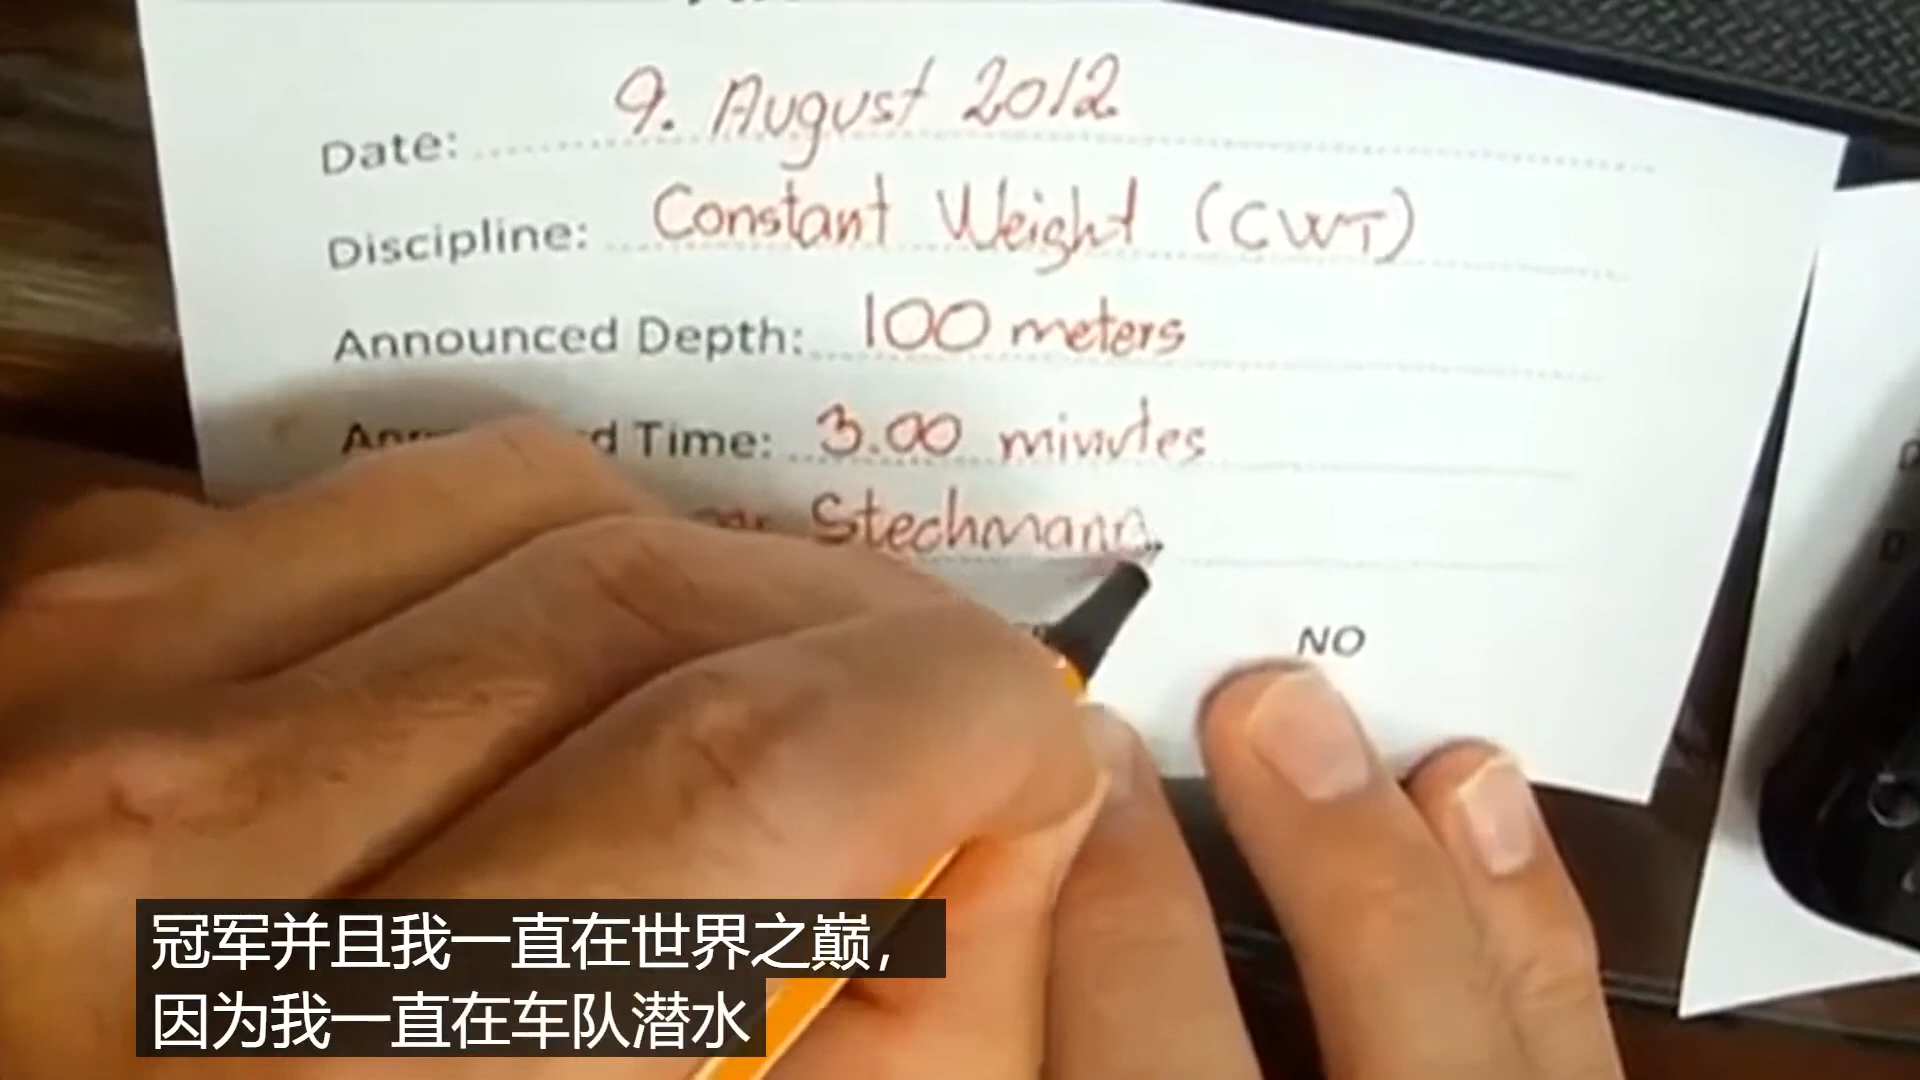 Date: 9. August 2012
Discipline: Constant Weight (CWT)
Announced Depth: 100 meters
Time: 3.00 minutes
Stechmann
NO
冠军并且我一直在世界之巅，
因为我一直在车队潜水